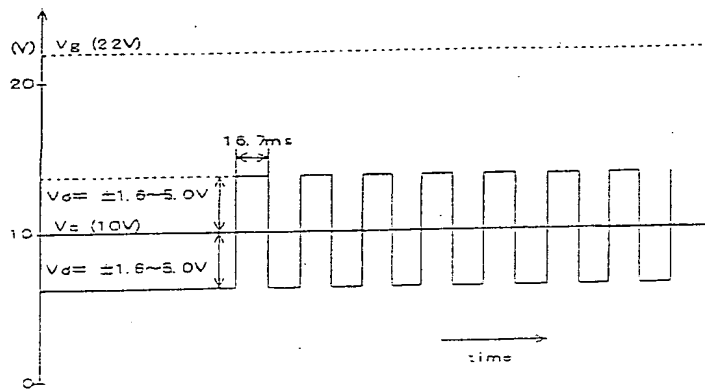 (V)
Vg (22V)
20
16.7ms
Vd= ±1.6~5.0V
Vc (10V)
10
Vd= ±1.6~5.0V
time
0